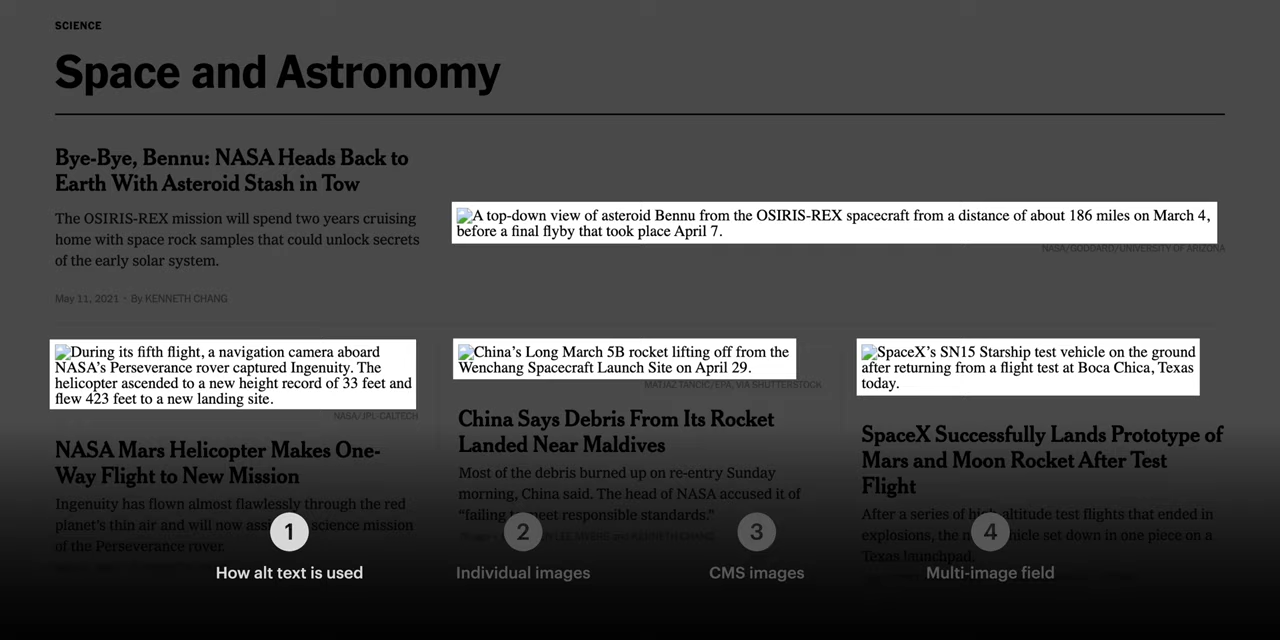 SCIENCE
Space and Astronomy
Bye-Bye, Bennu: NASA Heads Back to
Earth With Asteroid Stash in Tow
The OSIRIS-REX mission will spend two years cruising
home with space rock samples that could unlock secrets
of the early solar system.
May 11, 2021 · By KENNETH CHANG
A top-down view of asteroid Bennu from the OSIRIS-REX spacecraft from a distance of about 186 miles on March 4,
before a final flyby that took place April 7.
NASA/GODDARD/UNIVERSITY OF ARIZONA
During its fifth flight, a navigation camera aboard
NASA's Perseverance rover captured Ingenuity. The
helicopter ascended to a new height record of 33 feet and
flew 423 feet to a new landing site.
NASA/JPL-CALTECH
NASA Mars Helicopter Makes One-
Way Flight to New Mission
Ingenuity has flown almost flawlessly through the red
planet's thin air and will now science mission
of the Perseverance rover.
China's Long March 5B rocket lifting off from the
Wenchang Spacecraft Launch Site on April 29.
MATJAZ TANCIC/EPA, VIA SHUTTERSTOCK
China Says Debris From Its Rocket
Landed Near Maldives
Most of the debris burned up on re-entry Sunday
morning, China said. The head of NASA accused it of
“failing to meet responsible standards.”
MYERS and KENNETH CHANG
SpaceX's SN15 Starship test vehicle on the ground
after returning from a flight test at Boca Chica, Texas
today.
SpaceX Successfully Lands Prototype of
Mars and Moon Rocket After Test
Flight
After a series of high-altitude test flights that ended in
explosions, the vehicle set down in one piece on a
Texas launchpad.
1
How alt text is used
2
Individual images
3
CMS images
4
Multi-image field